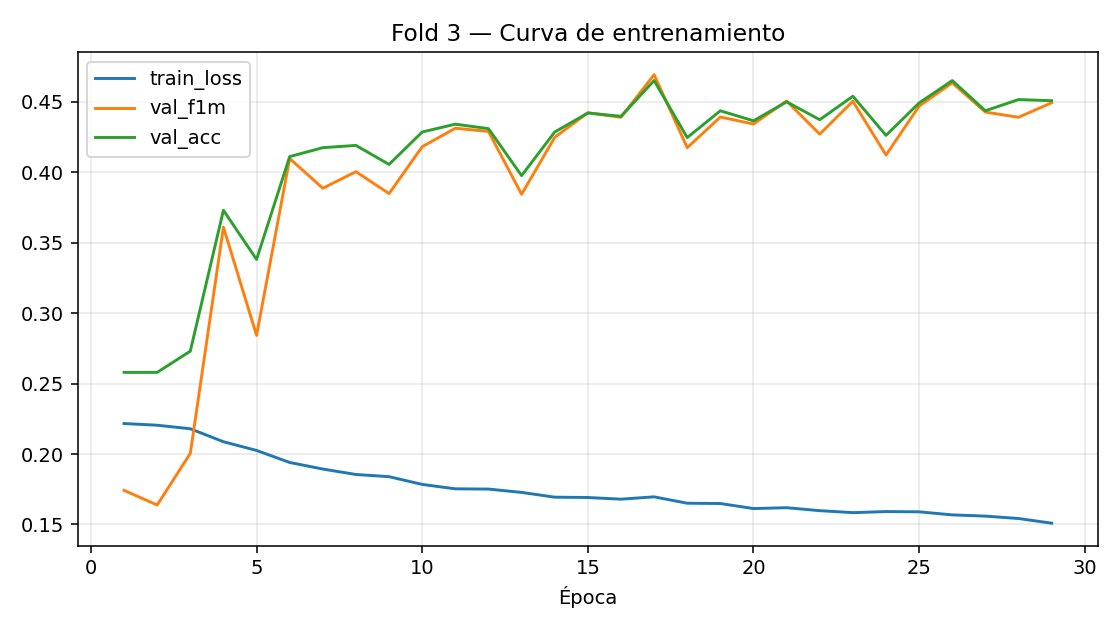 Fold 3 — Curva de entrenamiento
train_loss
val_f1m
val_acc
0.45
0.40
0.35
0.30
0.25
0.20
0.15
0 5 10 15 20 25 30
Época